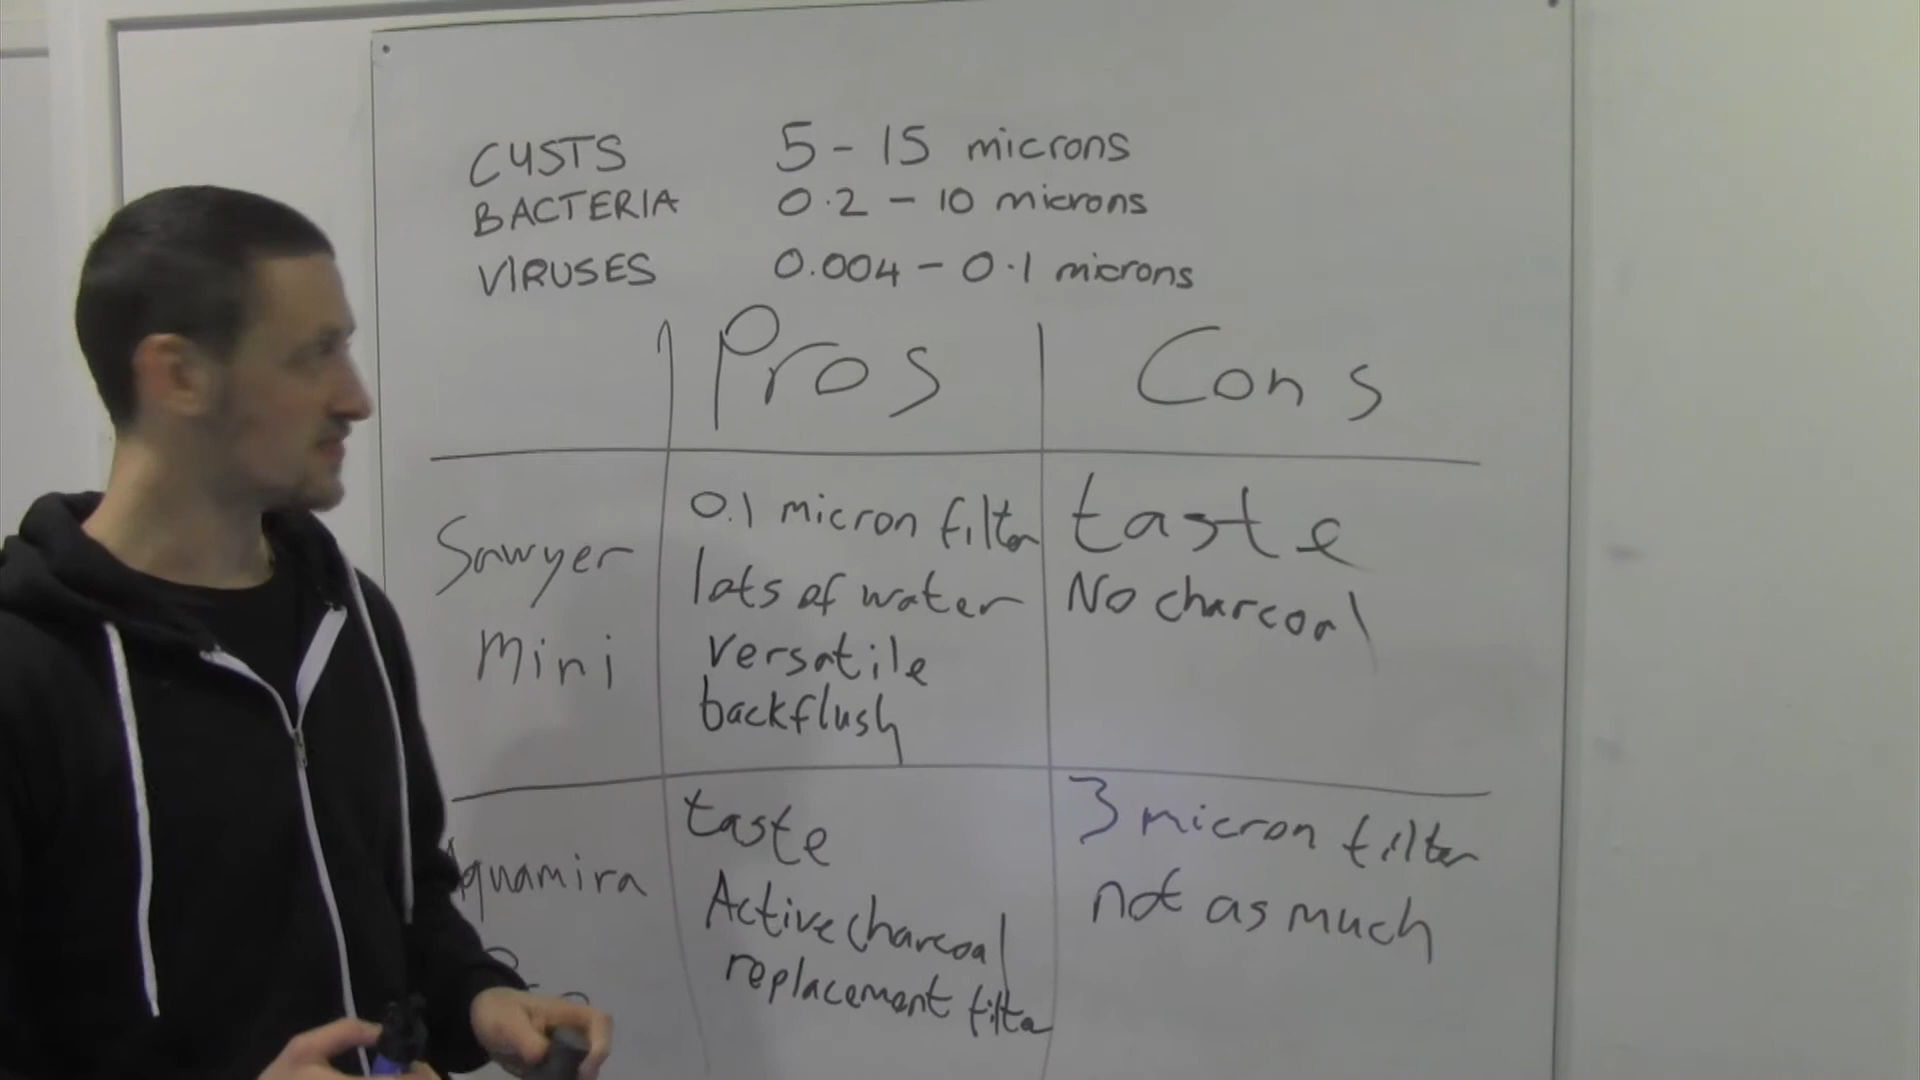 CYSTS 5 - 15 microns
BACTERIA 0.2 - 10 microns
VIRUSES 0.004 - 0.1 microns
Pros Cons
Sawyer
Mini
0.1 micron filter
lots of water
versatile
backflush
taste
No charcoal
Aquamira
taste
Active charcoal
replacement filter
3 micron filter
not as much